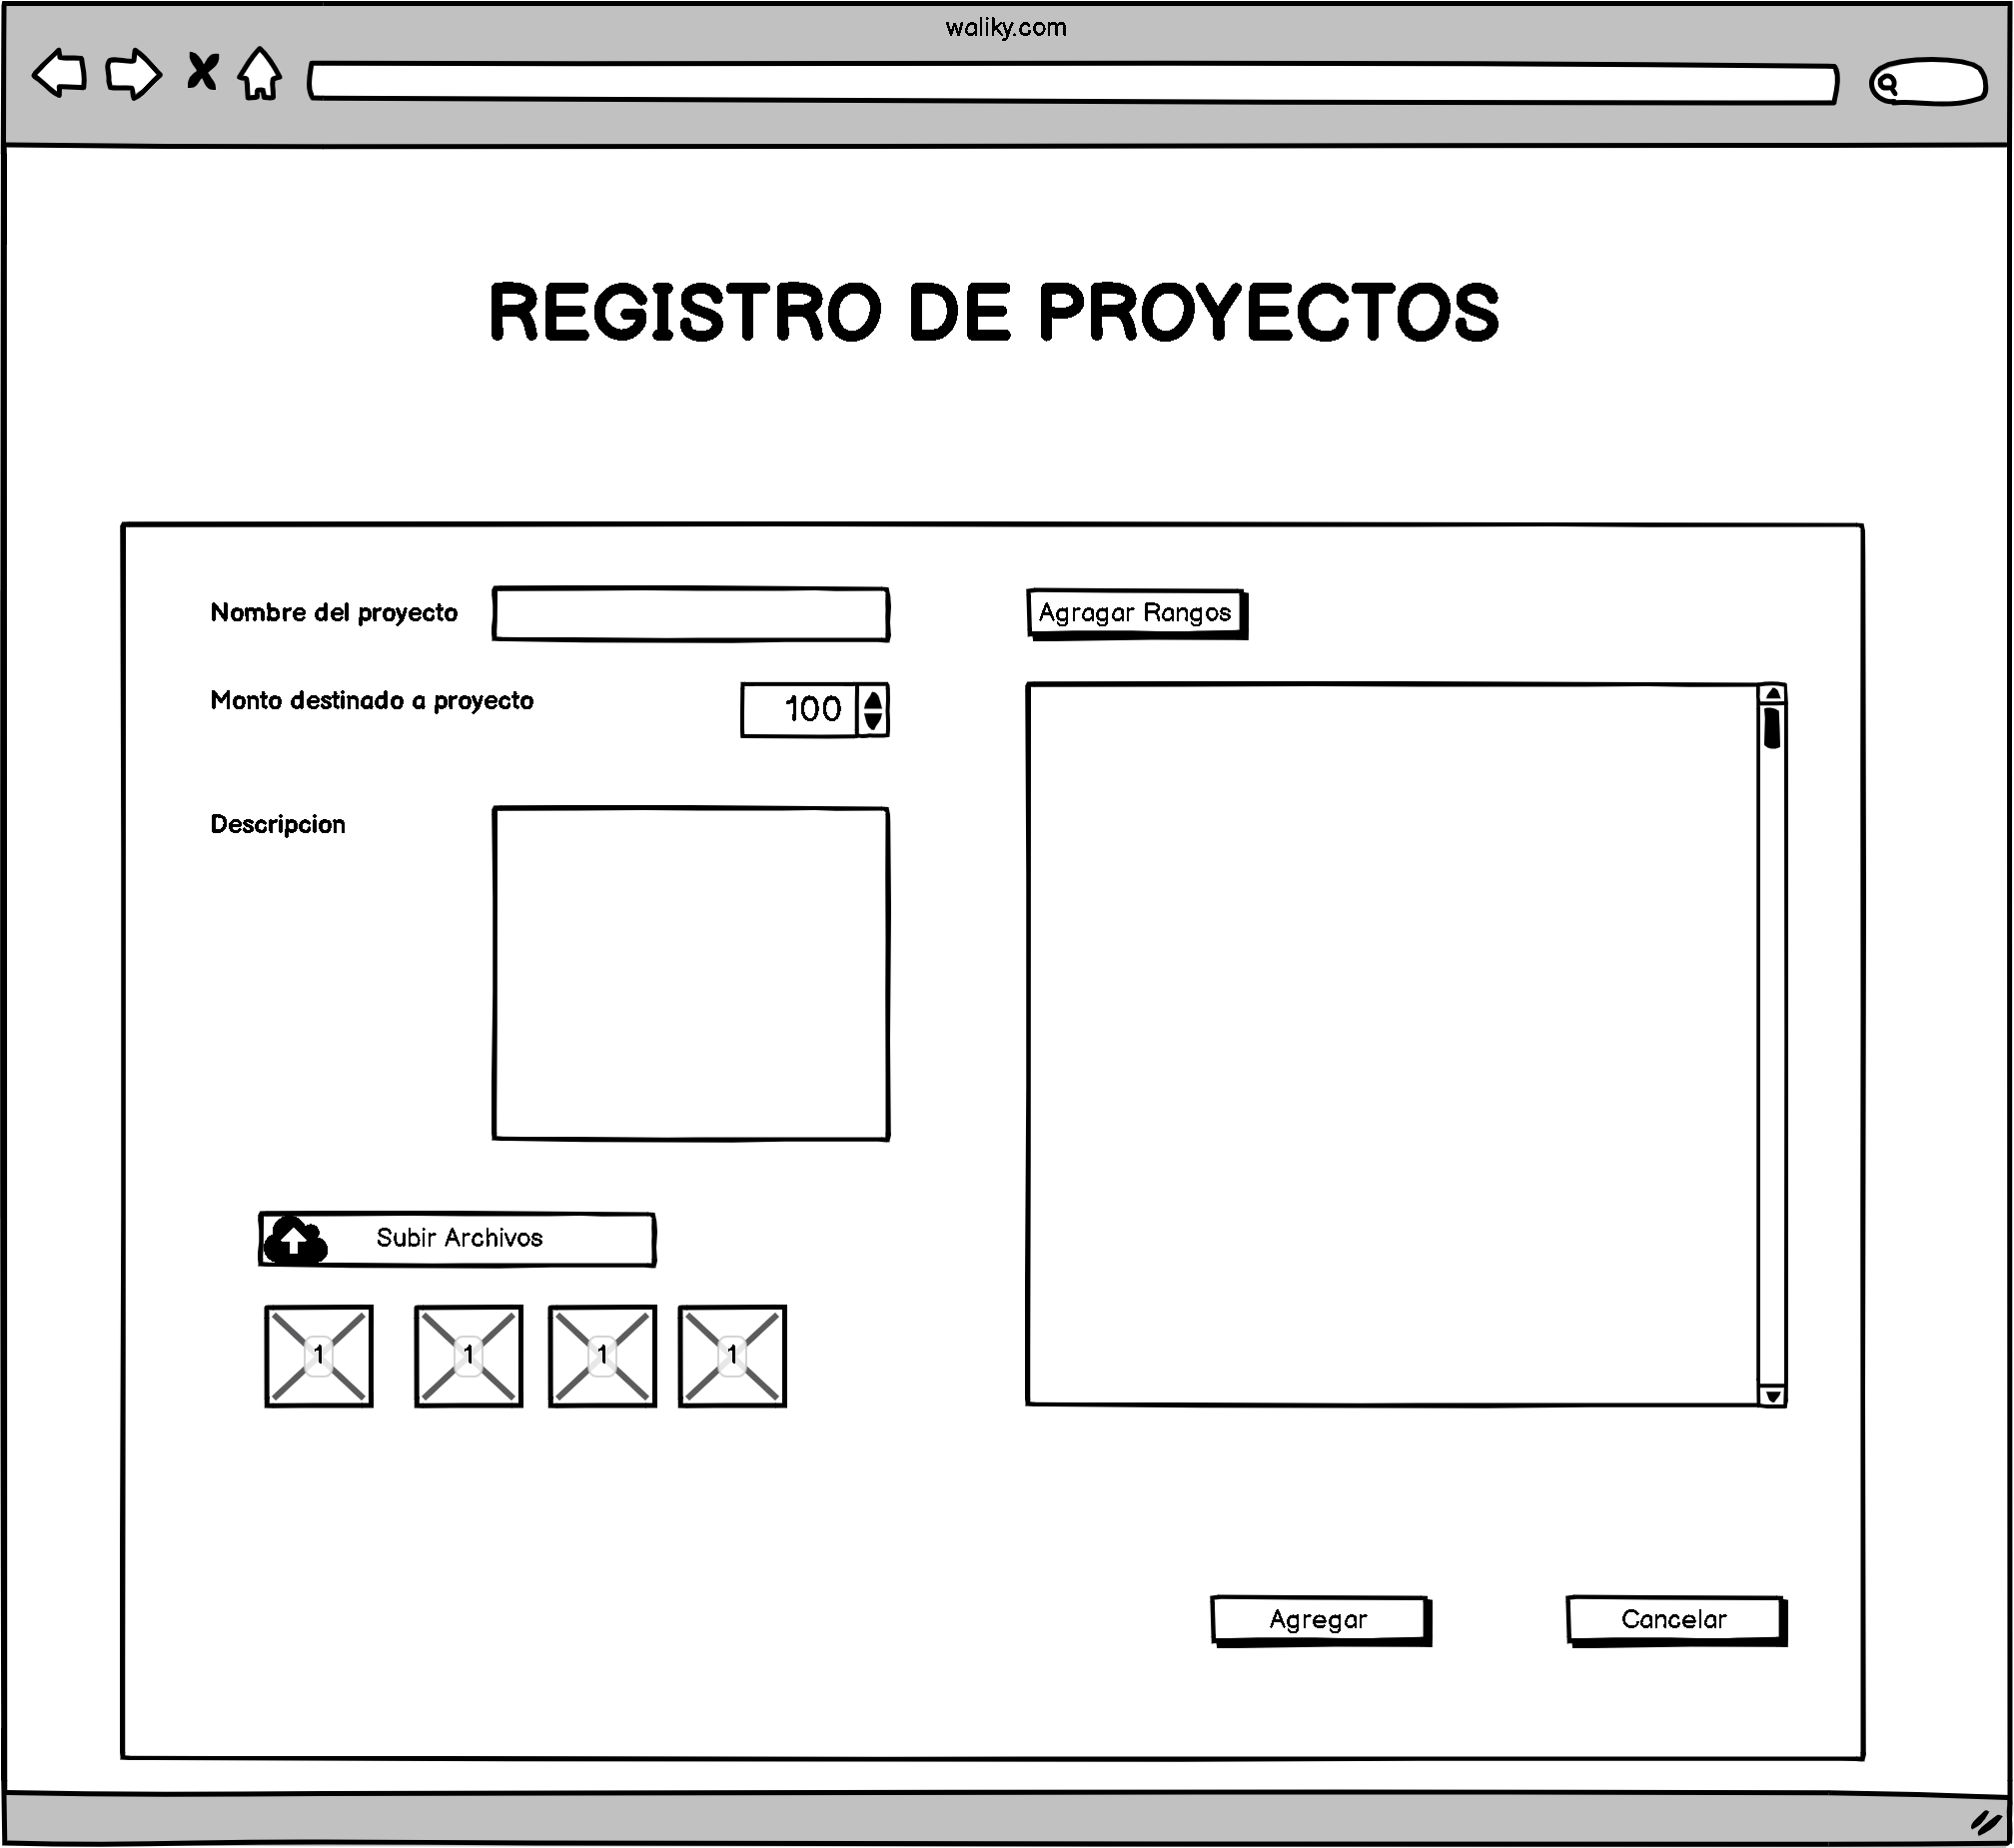 waliky.com
REGISTRO DE PROYECTOS
Nombre del proyecto
Agragar Rangos
Monto destinado a proyecto
100
Descripcion
Subir Archivos
1 1 1 1
Agregar
Cancelar